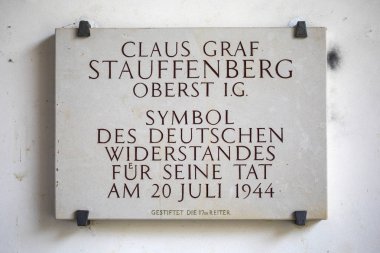 CLAUS GRAF
STAUFFENBERG
OBERST I.G.
SYMBOL
DES DEUTSCHEN
WIDERSTANDES
FÜR SEINE TAT
AM 20 JULI 1944
GESTIFTET DIE 17er REITER